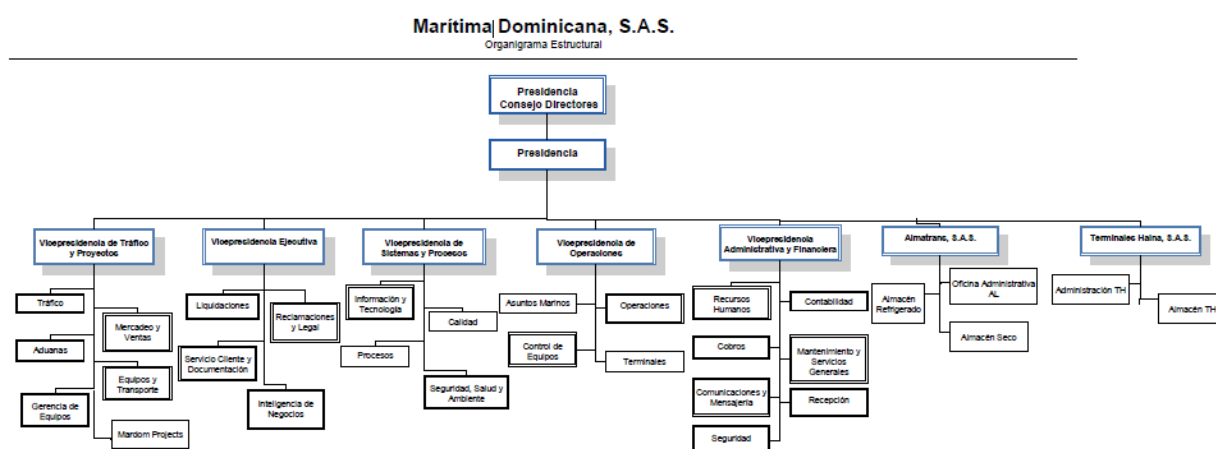 Marítima Dominicana, S.A.S.
Organigrama Estructural
Presidencia
Consejo Directores
Presidencia
Vicepresidencia de Tráfico
y Proyectos
Vicepresidencia Ejecutiva
Vicepresidencia de
Sistemas y Procesos
Vicepresidencia de
Operaciones
Vicepresidencia
Administrativa y Financiera
Almatrans, S.A.S.
Terminales Haina, S.A.S.
Tráfico
Mercadeo y
Ventas
Aduanas
Equipos y
Transporte
Gerencia de
Equipos
Mardom Projects
Liquidaciones
Reclamaciones
y Legal
Servicio Cliente y
Documentación
Inteligencia de
Negocios
Información y
Tecnología
Calidad
Procesos
Seguridad, Salud y
Ambiente
Asuntos Marinos
Operaciones
Control de
Equipos
Terminales
Recursos
Humanos
Contabilidad
Cobros
Mantenimiento y
Servicios
Generales
Comunicaciones y
Mensajería
Recepción
Seguridad
Almacén
Refrigerado
Oficina Administrativa
AL
Almacén Seco
Administración TH
Almacén TH